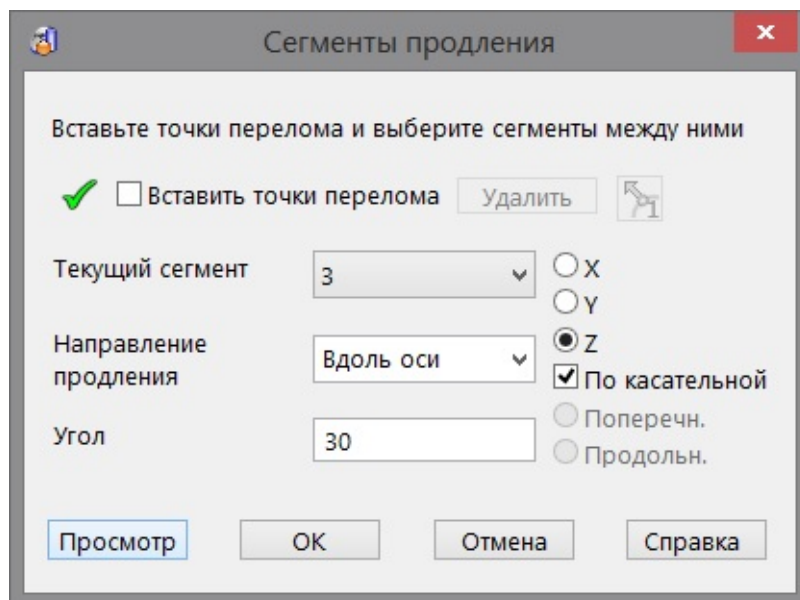 Сегменты продления
Вставьте точки перелома и выберите сегменты между ними
Вставить точки перелома Удалить 1
Текущий сегмент 3 X
Y
Направление продления Вдоль оси Z
По касательной
Угол 30 Поперечн.
Продольн.
Просмотр OK Отмена Справка